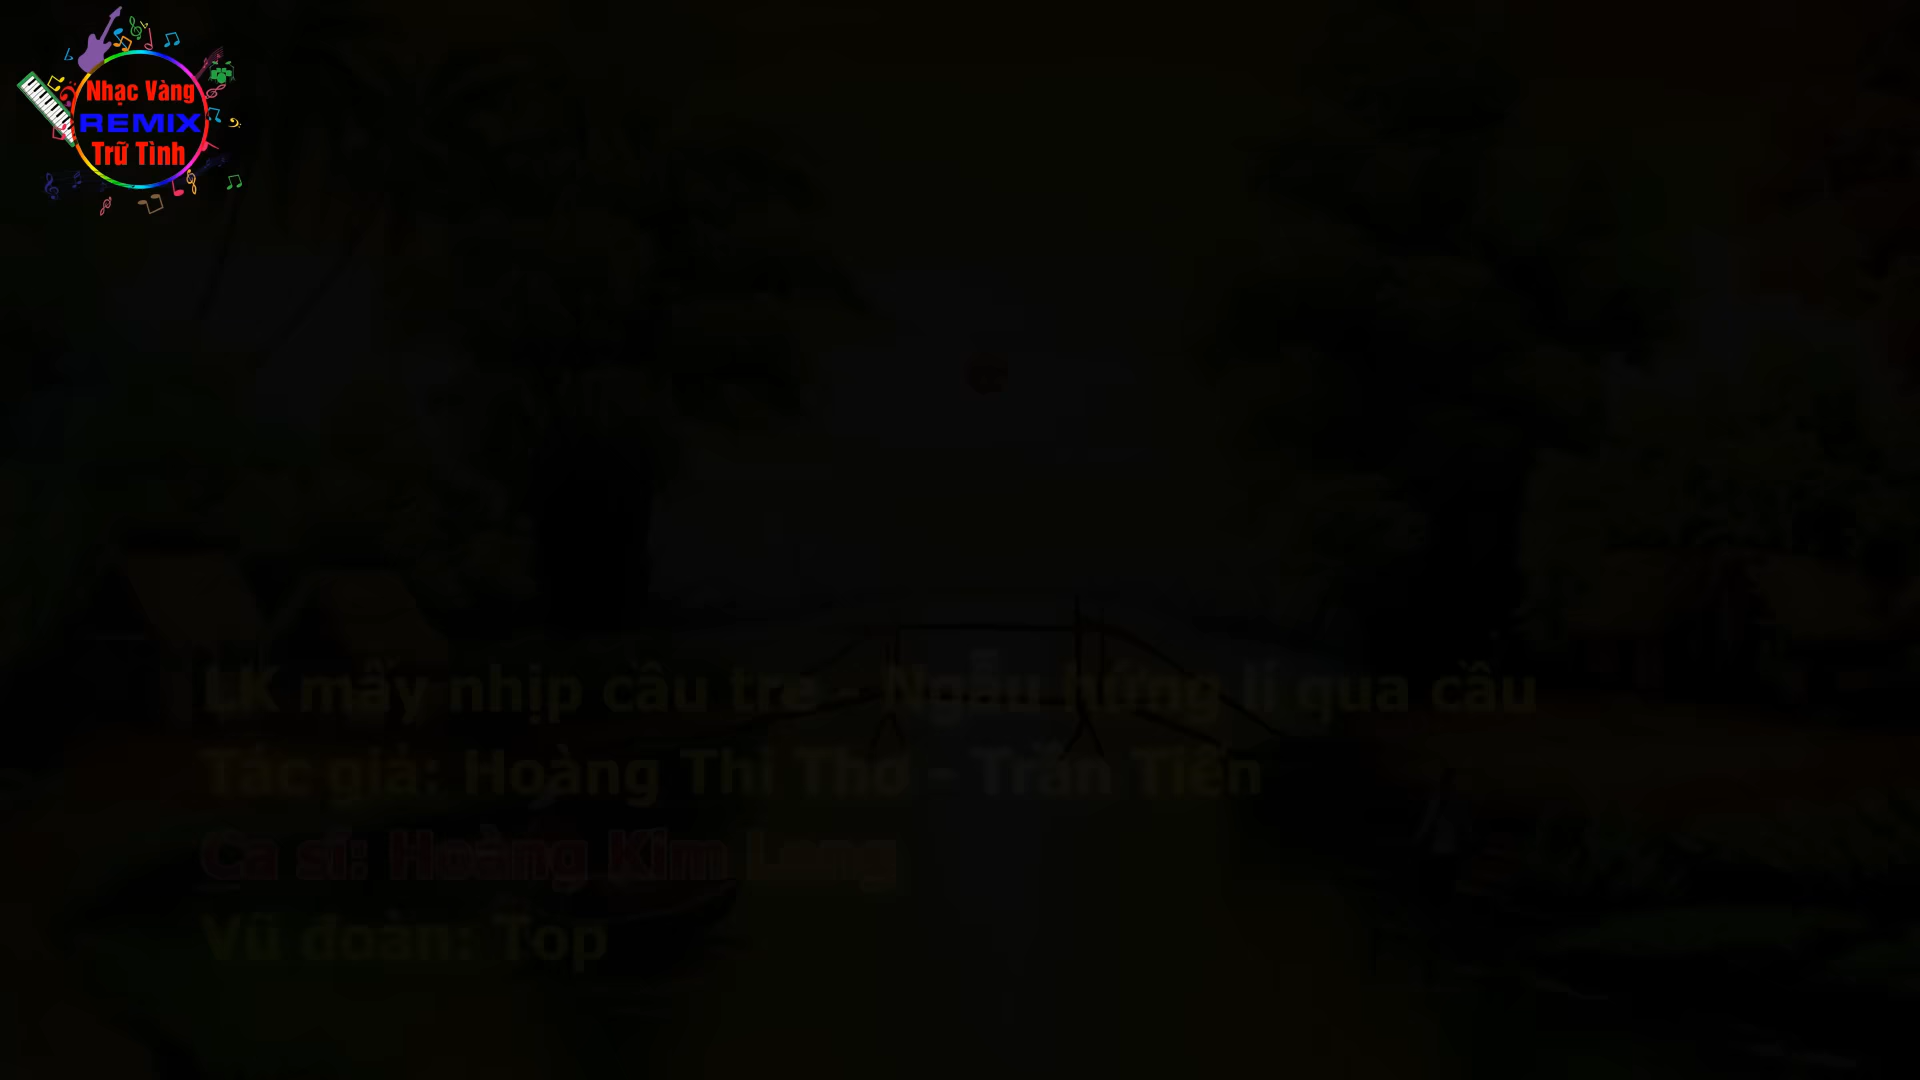 Nhạc Vàng
REMIX
Trữ Tình
LK mấy nhịp cầu tre - Ngẫu hứng lí qua cầu
Tác giả: Hoàng Thi Thơ - Trần Tiến
Ca sĩ: Hoàng Kim Long
Vũ đoàn: Top